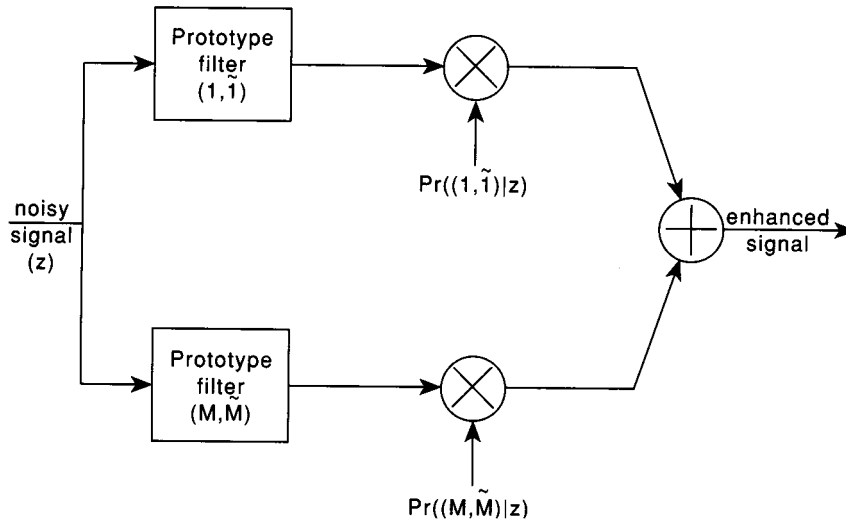 Prototype
filter
(1,1̃)
Pr((1,1̃)|z)
noisy
signal
(z)
enhanced
signal
Prototype
filter
(M,M̃)
Pr((M,M̃)|z)